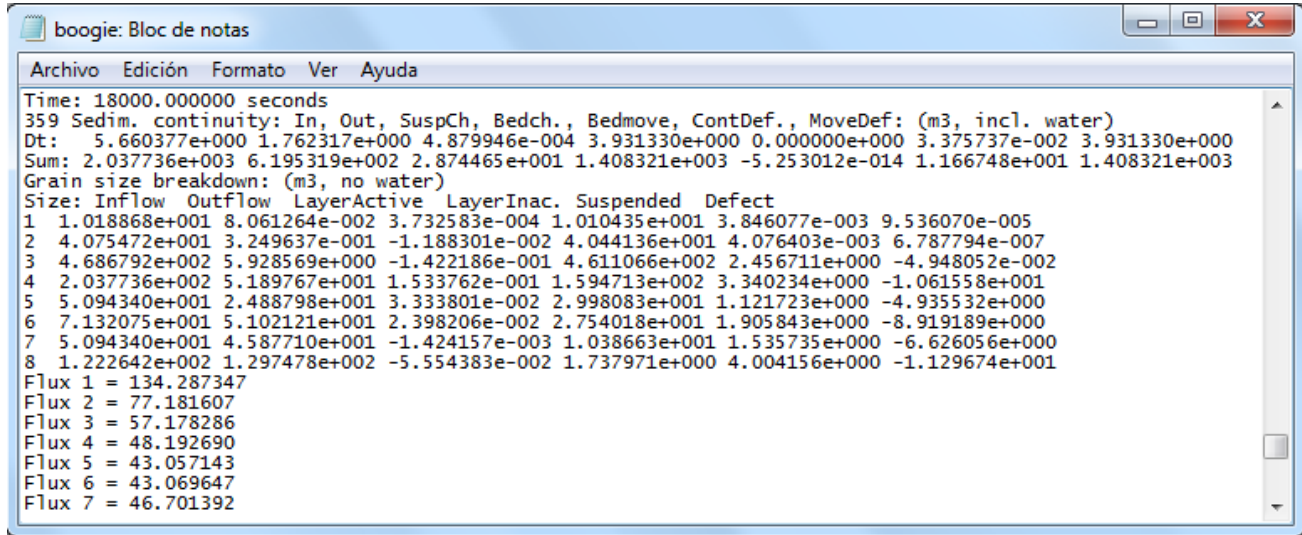 boogie: Bloc de notas
Archivo Edición Formato Ver Ayuda
Time: 18000.000000 seconds
359 Sedim. continuity: In, Out, SuspCh, Bedch., Bedmove, ContDef., MoveDef: (m3, incl. water)
Dt:   5.660377e+000 1.762317e+000 4.879946e-004 3.931330e+000 0.000000e+000 3.375737e-002 3.931330e+000
Sum: 2.037736e+003 6.195319e+002 2.874465e+001 1.408321e+003 -5.253012e-014 1.166748e+001 1.408321e+003
Grain size breakdown: (m3, no water)
Size: Inflow  Outflow  LayerActive  LayerInac. Suspended  Defect
1  1.018868e+001 8.061264e-002 3.732583e-004 1.010435e+001 3.846077e-003 9.536070e-005
2  4.075472e+001 3.249637e-001 -1.188301e-002 4.044136e+001 4.076403e-003 6.787794e-007
3  4.686792e+002 5.928569e+000 -1.422186e-001 4.611066e+002 2.456711e+000 -4.948052e-002
4  2.037736e+002 5.189767e+001 1.533762e-001 1.594713e+002 3.340234e+000 -1.061558e+001
5  5.094340e+001 2.488798e+001 3.333801e-002 2.998083e+001 1.121723e+000 -4.935532e+000
6  7.132075e+001 5.102121e+001 2.398206e-002 2.754018e+001 1.905843e+000 -8.919189e+000
7  5.094340e+001 4.587710e+001 -1.424157e-003 1.038663e+001 1.535735e+000 -6.626056e+000
8  1.222642e+002 1.297478e+002 -5.554383e-002 1.737971e+000 4.004156e+000 -1.129674e+001
Flux 1 = 134.287347
Flux 2 = 77.181607
Flux 3 = 57.178286
Flux 4 = 48.192690
Flux 5 = 43.057143
Flux 6 = 43.069647
Flux 7 = 46.701392